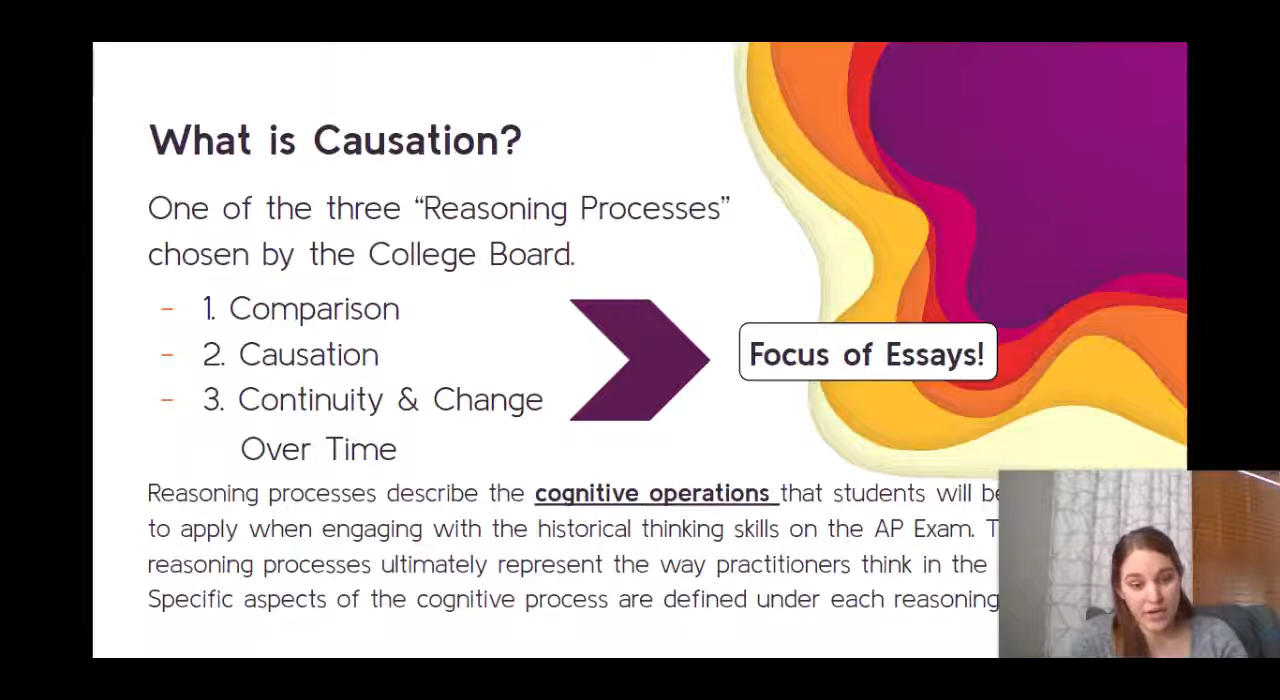 What is Causation?
One of the three “Reasoning Processes”
chosen by the College Board.
- 1. Comparison
- 2. Causation
- 3. Continuity & Change
Over Time
Focus of Essays!
Reasoning processes describe the cognitive operations that students will
to apply when engaging with the historical thinking skills on the AP Exam.
reasoning processes ultimately represent the way practitioners think in the
Specific aspects of the cognitive process are defined under each reasoning